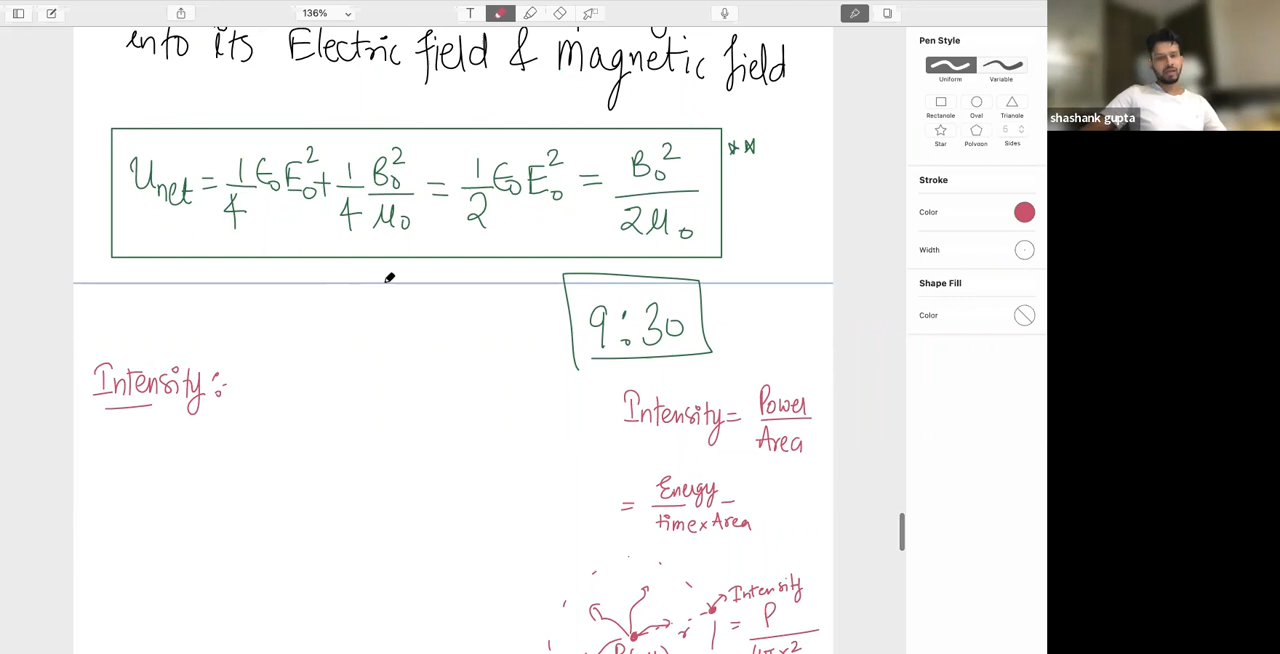 136%
T
into its Electric field & Magnetic field
Unet = 1/4 ε₀E₀² + 1/4 B₀²/μ₀ = 1/2 ε₀E₀² = B₀²/2μ₀
9:30
Intensity :-
Intensity = Power/Area
= Energy/time×Area
Intensity
r = P/4πr²
Pen Style
Uniform Variable
Rectangle Oval Triangle
5
Star Polygon Sides
Stroke
Color
Width
Shape Fill
Color
shashank gupta